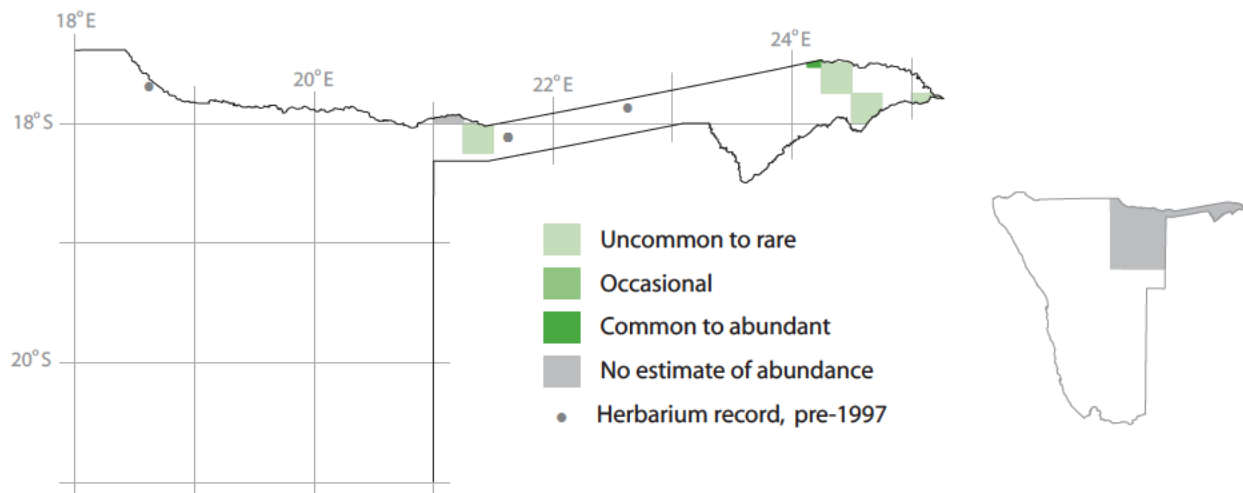 18°E
20°E
22°E
24°E
18°S
20°S
Uncommon to rare
Occasional
Common to abundant
No estimate of abundance
Herbarium record, pre-1997